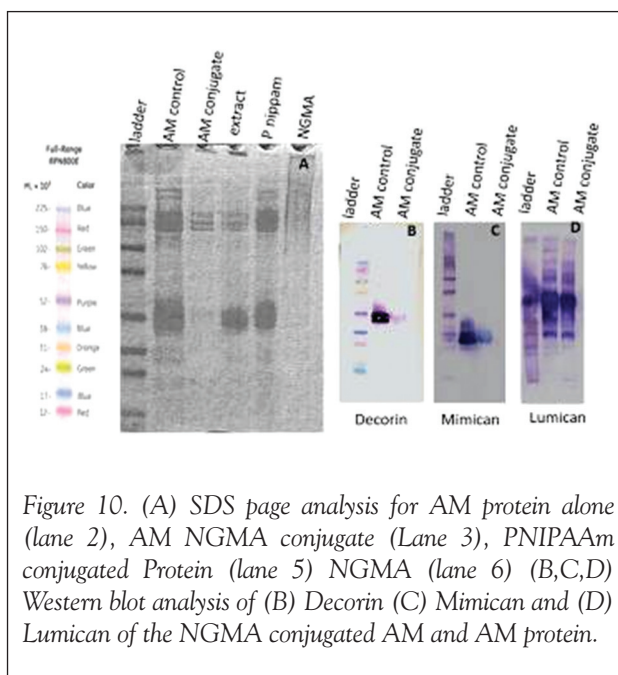 ladder
AM control
AM conjugate
extract
P nippam
NGMA
A
Full-Range
RPN800E
Color
225- Blue
150- Red
102- Green
76- Yellow
52- Purple
38- Blue
31- Orange
24- Green
17- Blue
12- Red
ladder
AM control
AM conjugate
B
Decorin
ladder
AM control
AM conjugate
C
Mimican
ladder
AM control
AM conjugate
D
Lumican
Figure 10. (A) SDS page analysis for AM protein alone
(lane 2), AM NGMA conjugate (Lane 3), PNIPAAm
conjugated Protein (lane 5) NGMA (lane 6) (B,C,D)
Western blot analysis of (B) Decorin (C) Mimican and (D)
Lumican of the NGMA conjugated AM and AM protein.